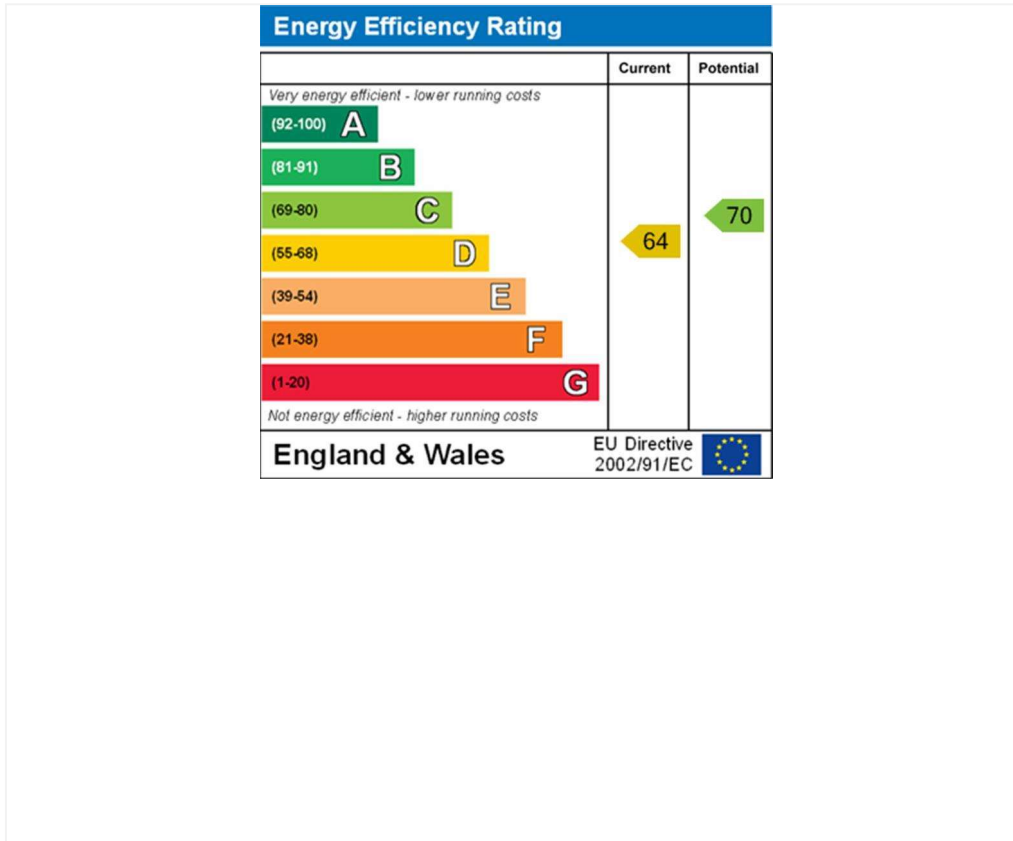 Energy Efficiency Rating
Current Potential
Very energy efficient - lower running costs
(92-100) A
(81-91) B
(69-80) C
70
(55-68) D
64
(39-54) E
(21-38) F
(1-20) G
Not energy efficient - higher running costs
England & Wales
EU Directive
2002/91/EC